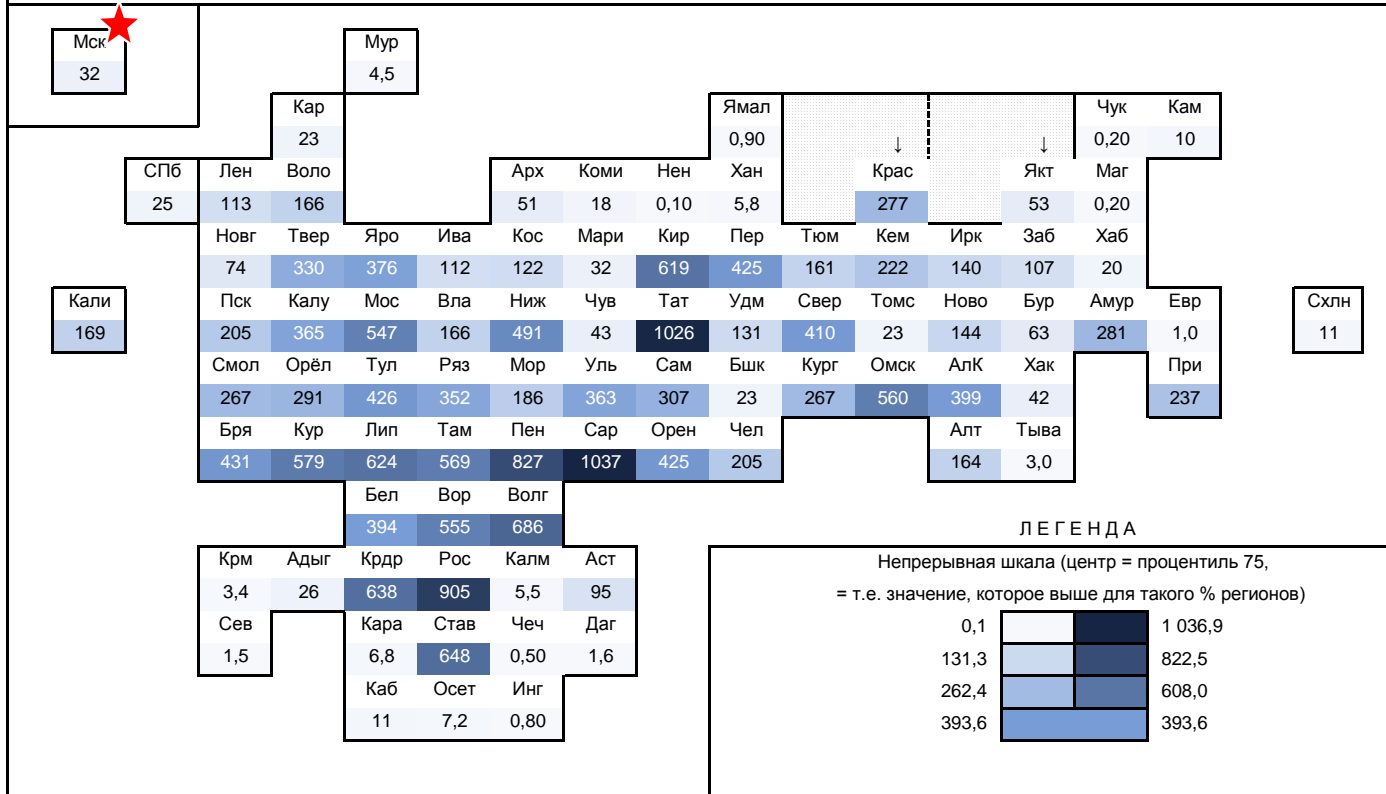 Мск Мур
32 4,5
Кар Ямал Чук Кам
23 0,90 ↓ ↓ 0,20 10
СПб Лен Воло Арх Коми Нен Хан Крас Якт Маг
25 113 166 51 18 0,10 5,8 277 53 0,20
Новг Твер Яро Ива Кос Мари Кир Пер Тюм Кем Ирк Заб Хаб
74 330 376 112 122 32 619 425 161 222 140 107 20
Кали Пск Калу Мос Вла Ниж Чув Тат Удм Свер Томс Ново Бур Амур Евр Схлн
169 205 365 547 166 491 43 1026 131 410 23 144 63 281 1,0 11
Смол Орёл Тул Ряз Мор Уль Сам Бшк Кург Омск АлК Хак При
267 291 426 352 186 363 307 23 267 560 399 42 237
Бря Кур Лип Там Пен Сар Орен Чел Алт Тыва
431 579 624 569 827 1037 425 205 164 3,0
Бел Вор Волг
394 555 686
Крм Адыг Крдр Рос Калм Аст
3,4 26 638 905 5,5 95
Сев Кара Став Чеч Даг
1,5 6,8 648 0,50 1,6
Каб Осет Инг
11 7,2 0,80
Л Е Г Е Н Д А
Непрерывная шкала (центр = процентиль 75,
= т.е. значение, которое выше для такого % регионов)
0,1 1 036,9
131,3 822,5
262,4 608,0
393,6 393,6